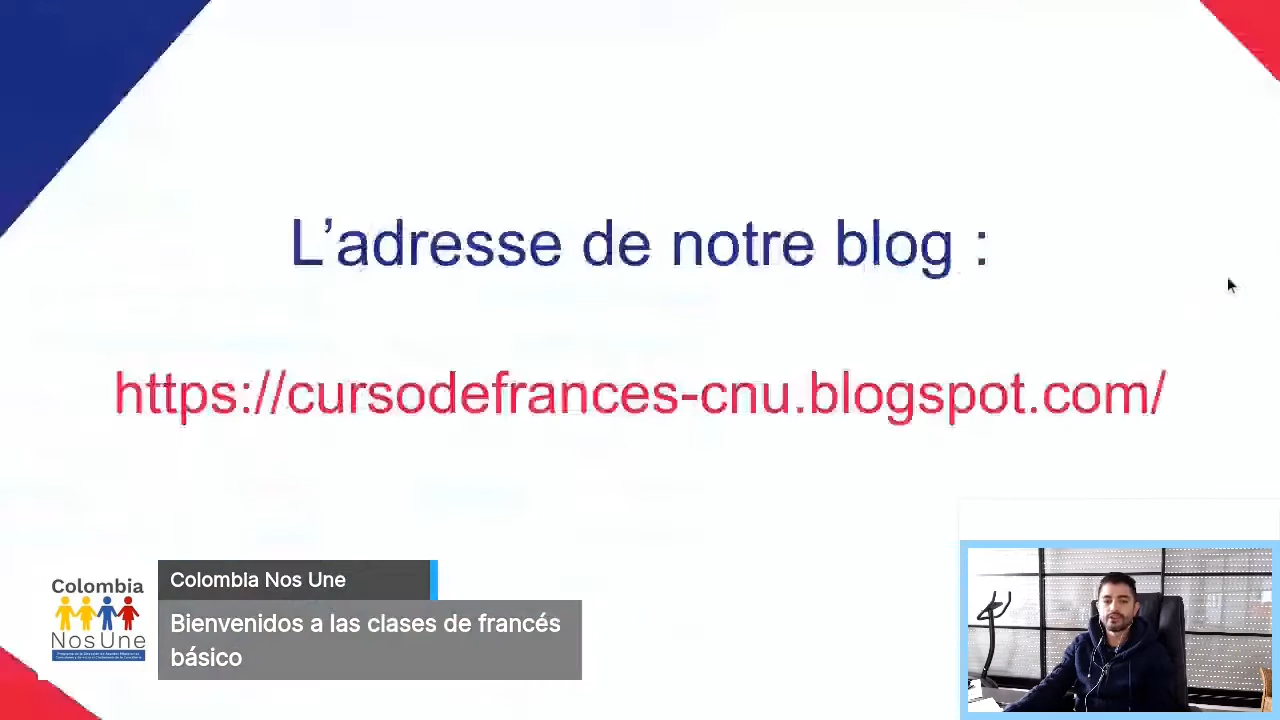 L’adresse de notre blog :
https://cursodefrances-cnu.blogspot.com/
Colombia Nos Une
Bienvenidos a las clases de francés
básico
Colombia
Nos Une